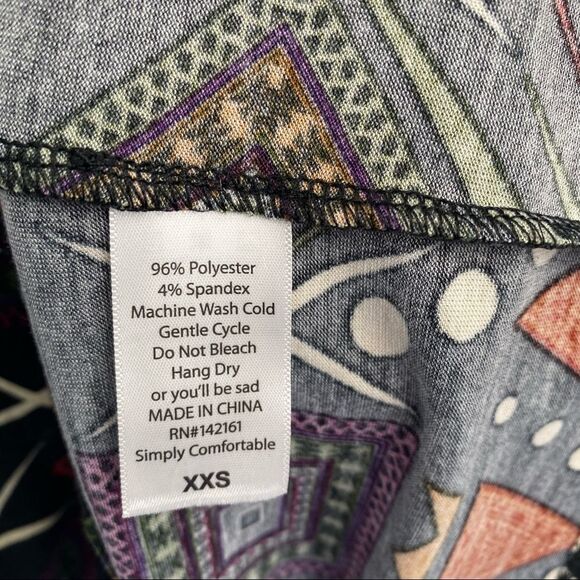 96% Polyester
4% Spandex
Machine Wash Cold
Gentle Cycle
Do Not Bleach
Hang Dry
or you'll be sad
MADE IN CHINA
RN#142161
Simply Comfortable
XXS